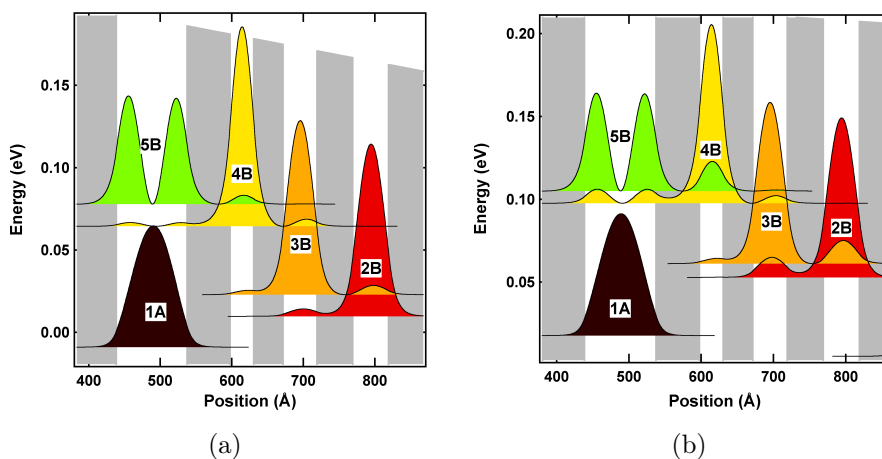 0.15
0.10
0.05
0.00
Energy (eV)
5B
4B
3B
2B
1A
400 500 600 700 800
Position (Å)
(a)
0.20
0.15
0.10
0.05
Energy (eV)
5B
4B
3B
2B
1A
400 500 600 700 800
Position (Å)
(b)